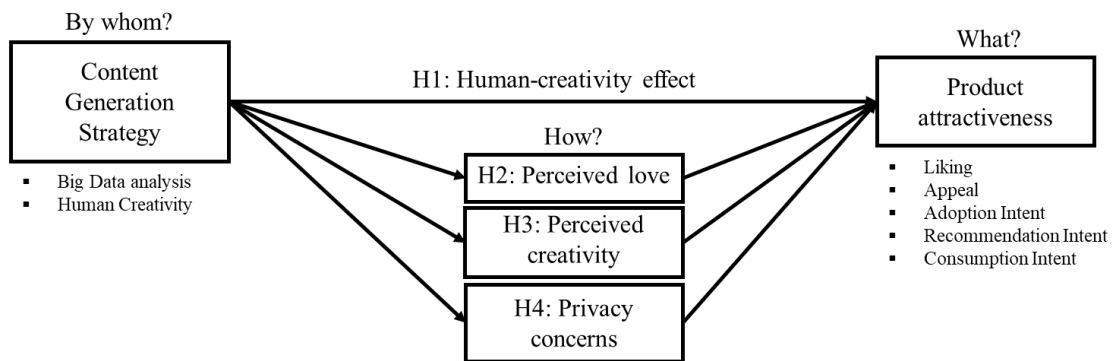 By whom?
Content
Generation
Strategy
▪ Big Data analysis
▪ Human Creativity
H1: Human-creativity effect
How?
H2: Perceived love
H3: Perceived
creativity
H4: Privacy
concerns
What?
Product
attractiveness
▪ Liking
▪ Appeal
▪ Adoption Intent
▪ Recommendation Intent
▪ Consumption Intent